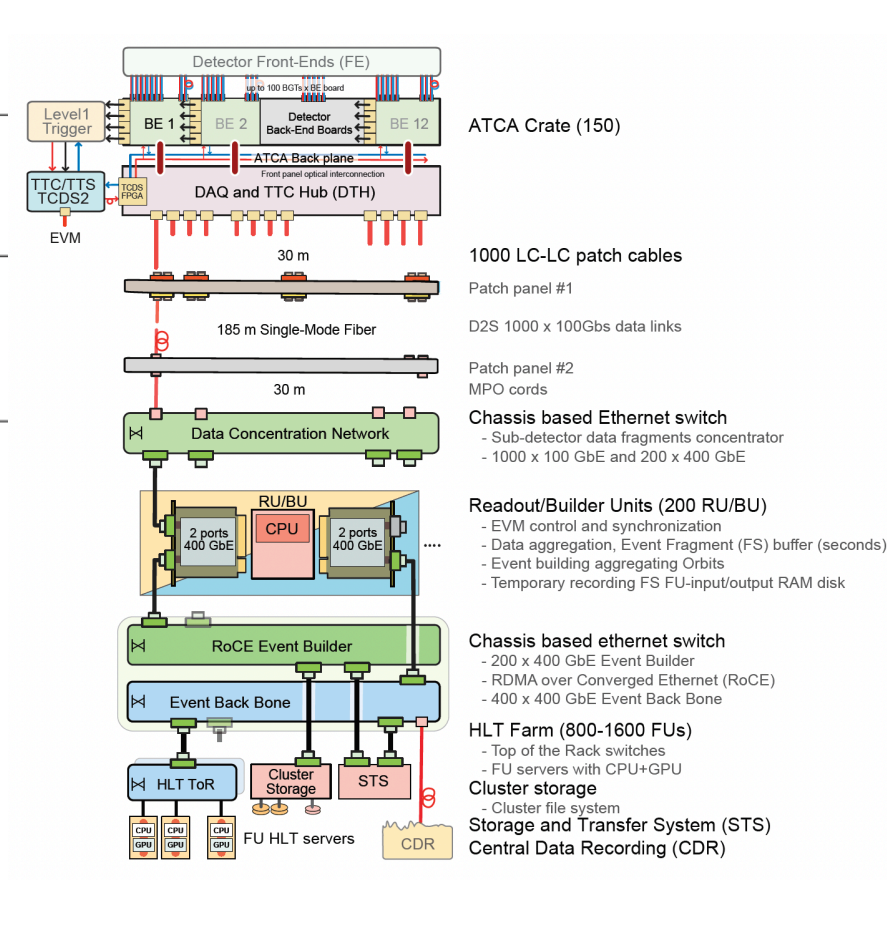 Detector Front-Ends (FE)
up to 100 BGTs x BE board
Level1
Trigger
BE 1
BE 2
Detector
Back-End Boards
BE 12
ATCA Crate (150)
ATCA Back plane
Front panel optical interconnection
TTC/TTS
TCDS2
TCDS
FPGA
DAQ and TTC Hub (DTH)
EVM
30 m
1000 LC-LC patch cables
Patch panel #1
185 m Single-Mode Fiber
D2S 1000 x 100Gbs data links
Patch panel #2
30 m
MPO cords
Data Concentration Network
Chassis based Ethernet switch
- Sub-detector data fragments concentrator
- 1000 x 100 GbE and 200 x 400 GbE
RU/BU
2 ports
400 GbE
CPU
2 ports
400 GbE
....
Readout/Builder Units (200 RU/BU)
- EVM control and synchronization
- Data aggregation, Event Fragment (FS) buffer (seconds)
- Event building aggregating Orbits
- Temporary recording FS FU-input/output RAM disk
RoCE Event Builder
Event Back Bone
Chassis based ethernet switch
- 200 x 400 GbE Event Builder
- RDMA over Converged Ethernet (RoCE)
- 400 x 400 GbE Event Back Bone
HLT Farm (800-1600 FUs)
- Top of the Rack switches
- FU servers with CPU+GPU
HLT ToR
Cluster
Storage
STS
Cluster storage
- Cluster file system
CPU
GPU
CPU
GPU
CPU
GPU
FU HLT servers
CDR
Storage and Transfer System (STS)
Central Data Recording (CDR)